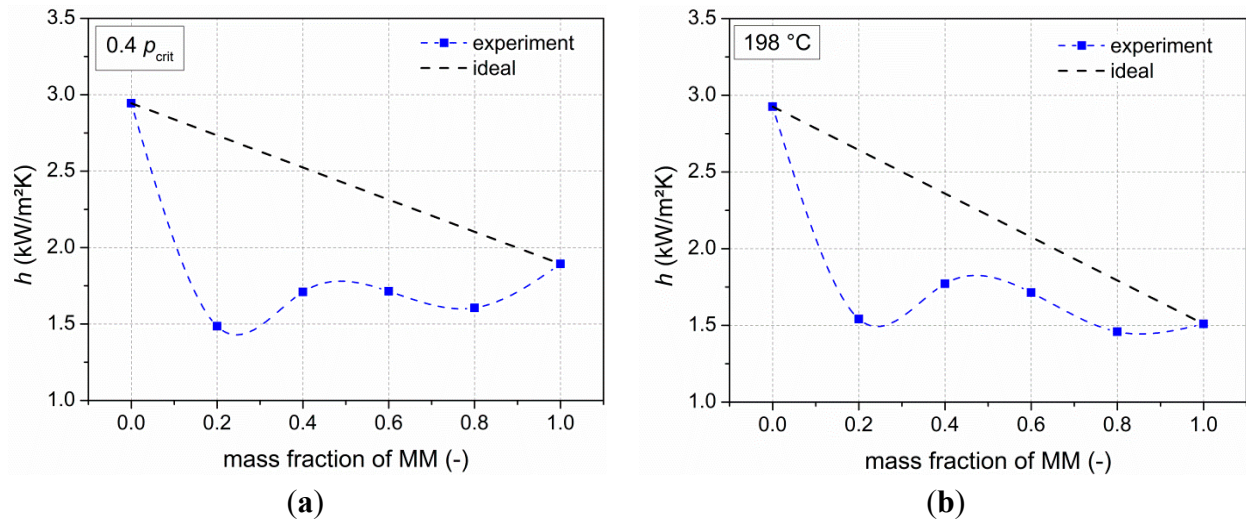 3.5
3.0
2.5
2.0
1.5
1.0
h (kW/m²K)
0.4 p_crit
experiment
ideal
0.0 0.2 0.4 0.6 0.8 1.0
mass fraction of MM (-)
(a)
3.5
3.0
2.5
2.0
1.5
1.0
h (kW/m²K)
198 °C
experiment
ideal
0.0 0.2 0.4 0.6 0.8 1.0
mass fraction of MM (-)
(b)